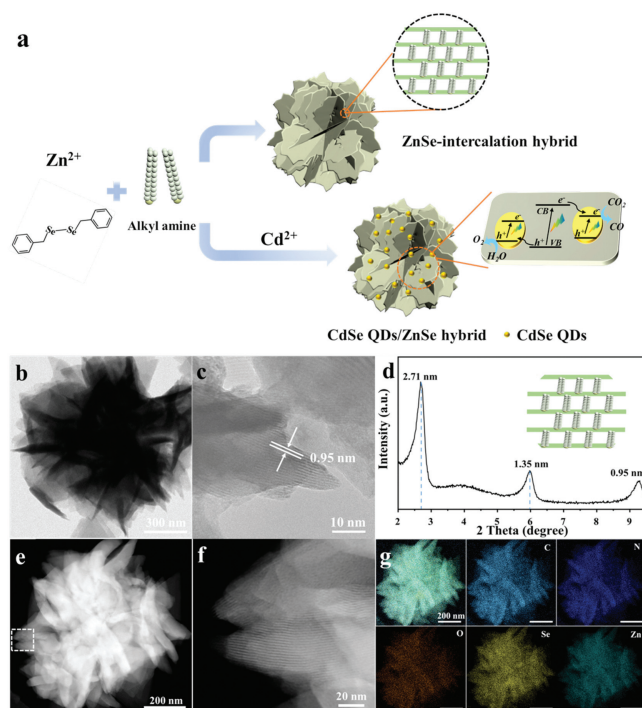 a
ZnSe-intercalation hybrid
Zn2+
Se
Se
Alkyl amine
Cd2+
e-
CB
e-
e-
CO2
CO
h+
h+
VB
h+
O2
H2O
CdSe QDs/ZnSe hybrid
CdSe QDs
b
300 nm
c
0.95 nm
10 nm
d
Intensity (a.u.)
2.71 nm
1.35 nm
0.95 nm
2 3 4 5 6 7 8 9
2 Theta (degree)
e
200 nm
f
20 nm
g
200 nm
C
N
O
Se
Zn